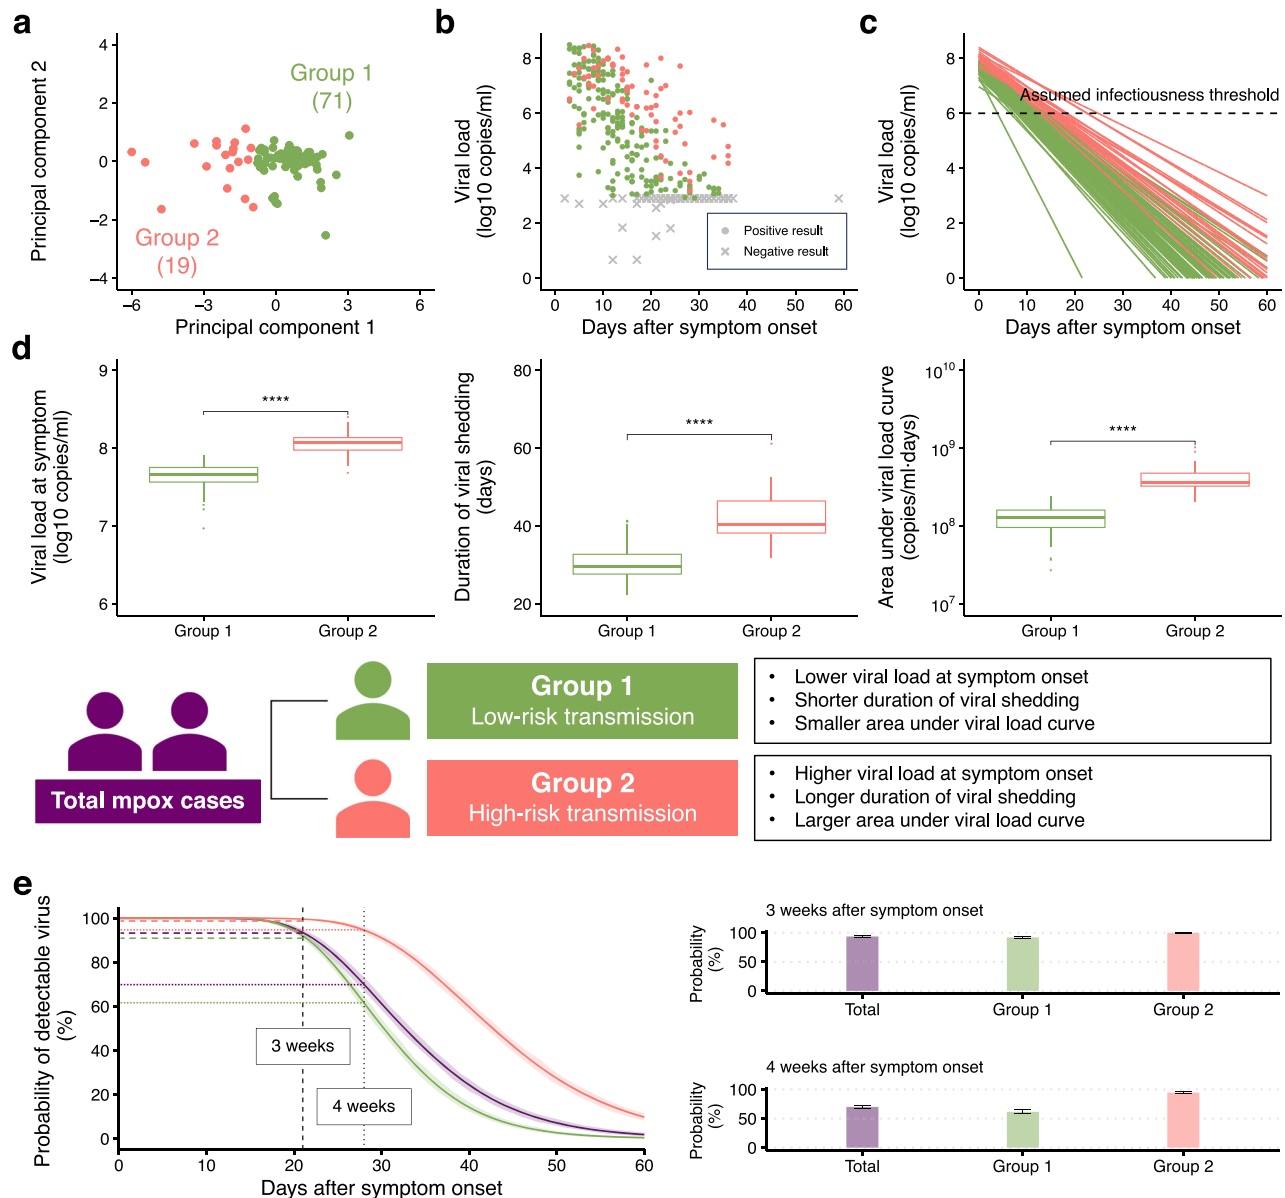 a
Principal component 2
4
2
0
−2
−4
Group 1
(71)
Group 2
(19)
−6
−3
0
3
6
Principal component 1
b
Viral load
(log10 copies/ml)
8
6
4
2
0
Positive result
Negative result
0
10
20
30
40
50
60
Days after symptom onset
c
Viral load
(log10 copies/ml)
8
6
4
2
0
Assumed infectiousness threshold
0
10
20
30
40
50
60
Days after symptom onset
d
Viral load at symptom
(log10 copies/ml)
9
8
7
6
****
Group 1
Group 2
Duration of viral shedding
(days)
80
60
40
20
****
Group 1
Group 2
Area under viral load curve
(copies/ml·days)
10^10
10^9
10^8
10^7
****
Group 1
Group 2
Total mpox cases
Group 1
Low-risk transmission
• Lower viral load at symptom onset
• Shorter duration of viral shedding
• Smaller area under viral load curve
Group 2
High-risk transmission
• Higher viral load at symptom onset
• Longer duration of viral shedding
• Larger area under viral load curve
e
Probability of detectable virus
(%)
100
80
60
40
20
0
3 weeks
4 weeks
0
10
20
30
40
50
60
Days after symptom onset
3 weeks after symptom onset
Probability
(%)
100
50
0
Total
Group 1
Group 2
4 weeks after symptom onset
Probability
(%)
100
50
0
Total
Group 1
Group 2